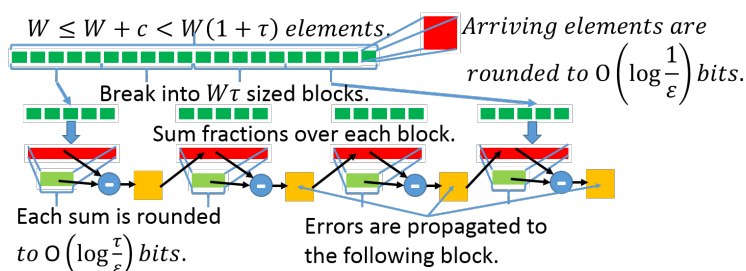 W ≤ W + c < W(1 + τ) elements.
Arriving elements are
rounded to O(log 1/ε) bits.
Break into Wτ sized blocks.
Sum fractions over each block.
Each sum is rounded
to O(log τ/ε) bits.
Errors are propagated to
the following block.